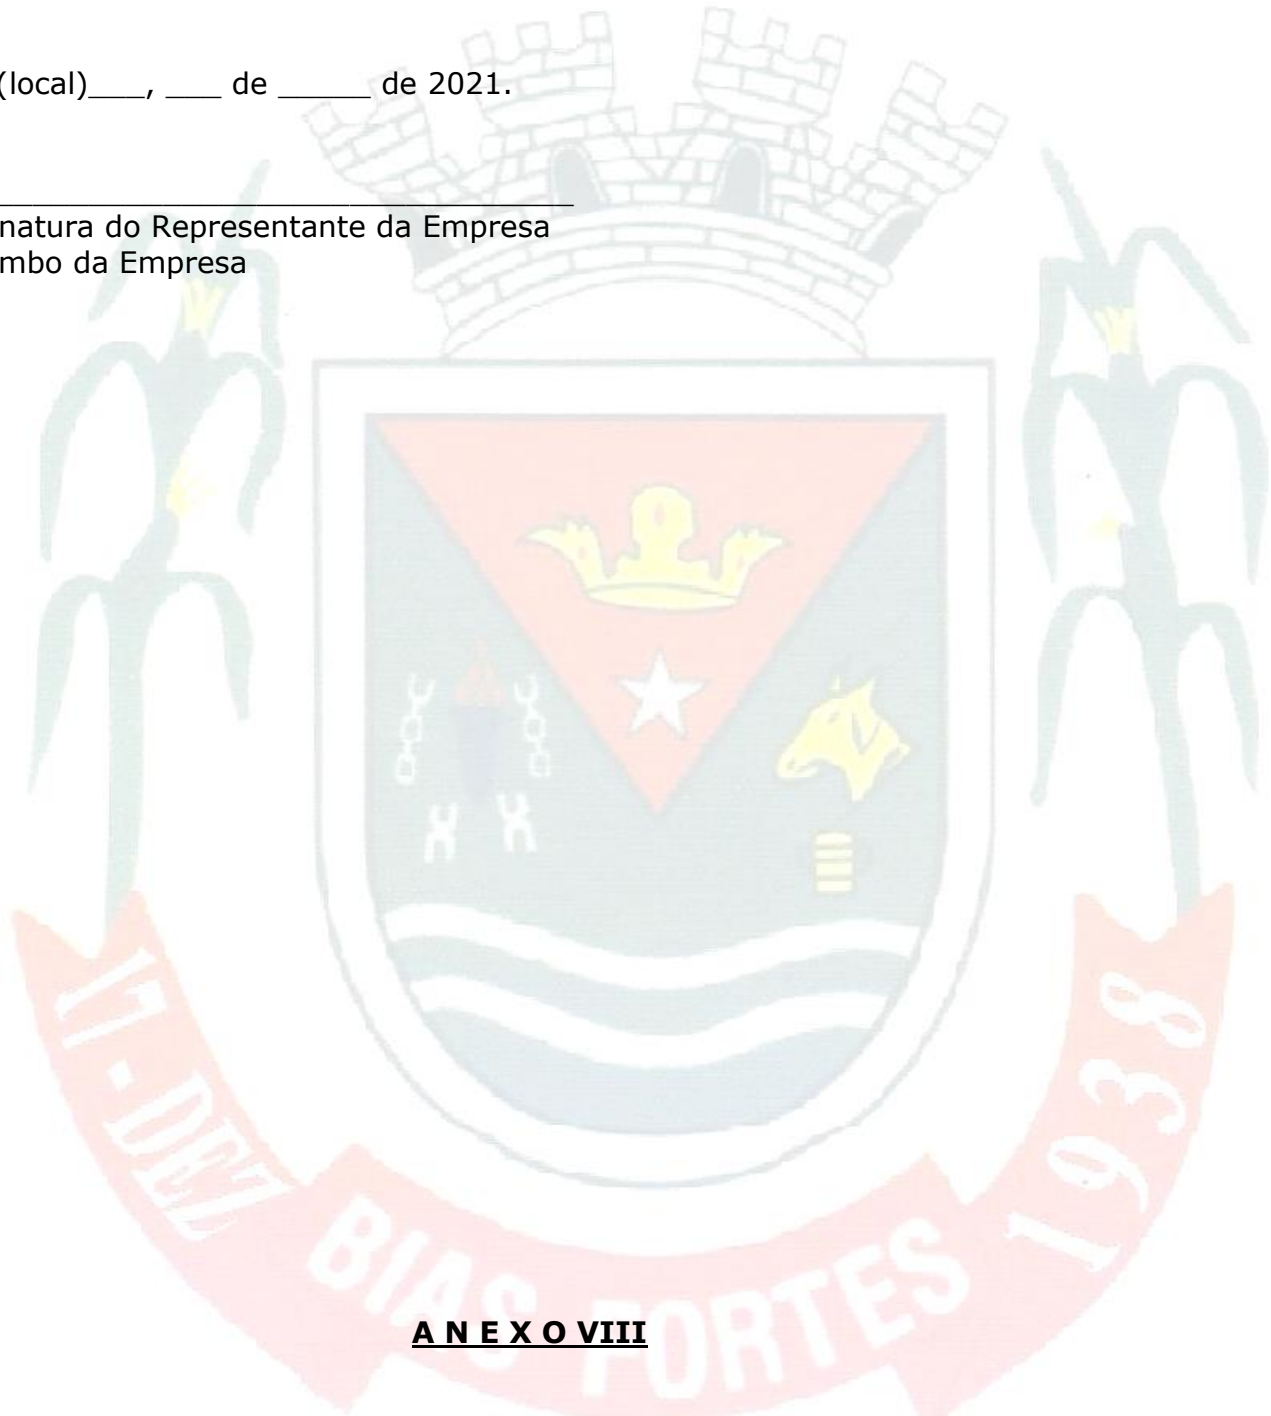 (local)___, ___ de _____ de 2021.
natura do Representante da Empresa
mbo da Empresa
17 - DEZ
BIAS FORTES
1938
A N E X O VIII